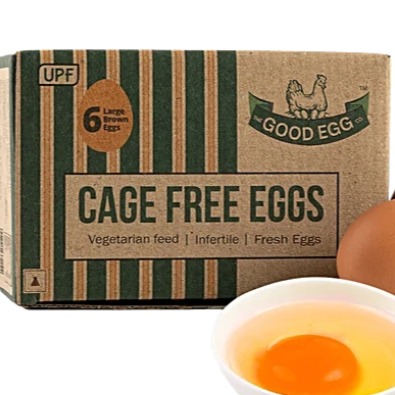 UPF
6 Large
Brown
Eggs
™
THE GOOD EGG CO.
CAGE FREE EGGS
Vegetarian feed | Infertile | Fresh Eggs